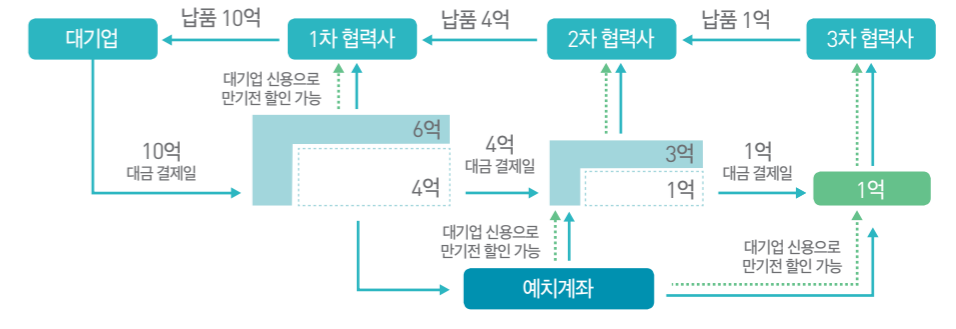 납품 10억
납품 4억
납품 1억
대기업
1차 협력사
2차 협력사
3차 협력사
대기업 신용으로
만기전 할인 가능
6억
10억
대금 결제일
4억
4억
대금 결제일
3억
1억
1억
대금 결제일
1억
대기업 신용으로
만기전 할인 가능
대기업 신용으로
만기전 할인 가능
예치계좌